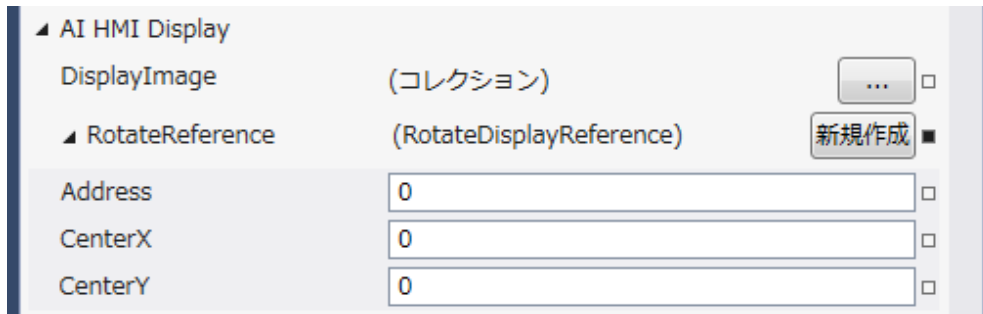 AI HMI Display
DisplayImage (コレクション) ...
RotateReference (RotateDisplayReference) 新規作成
Address 0
CenterX 0
CenterY 0